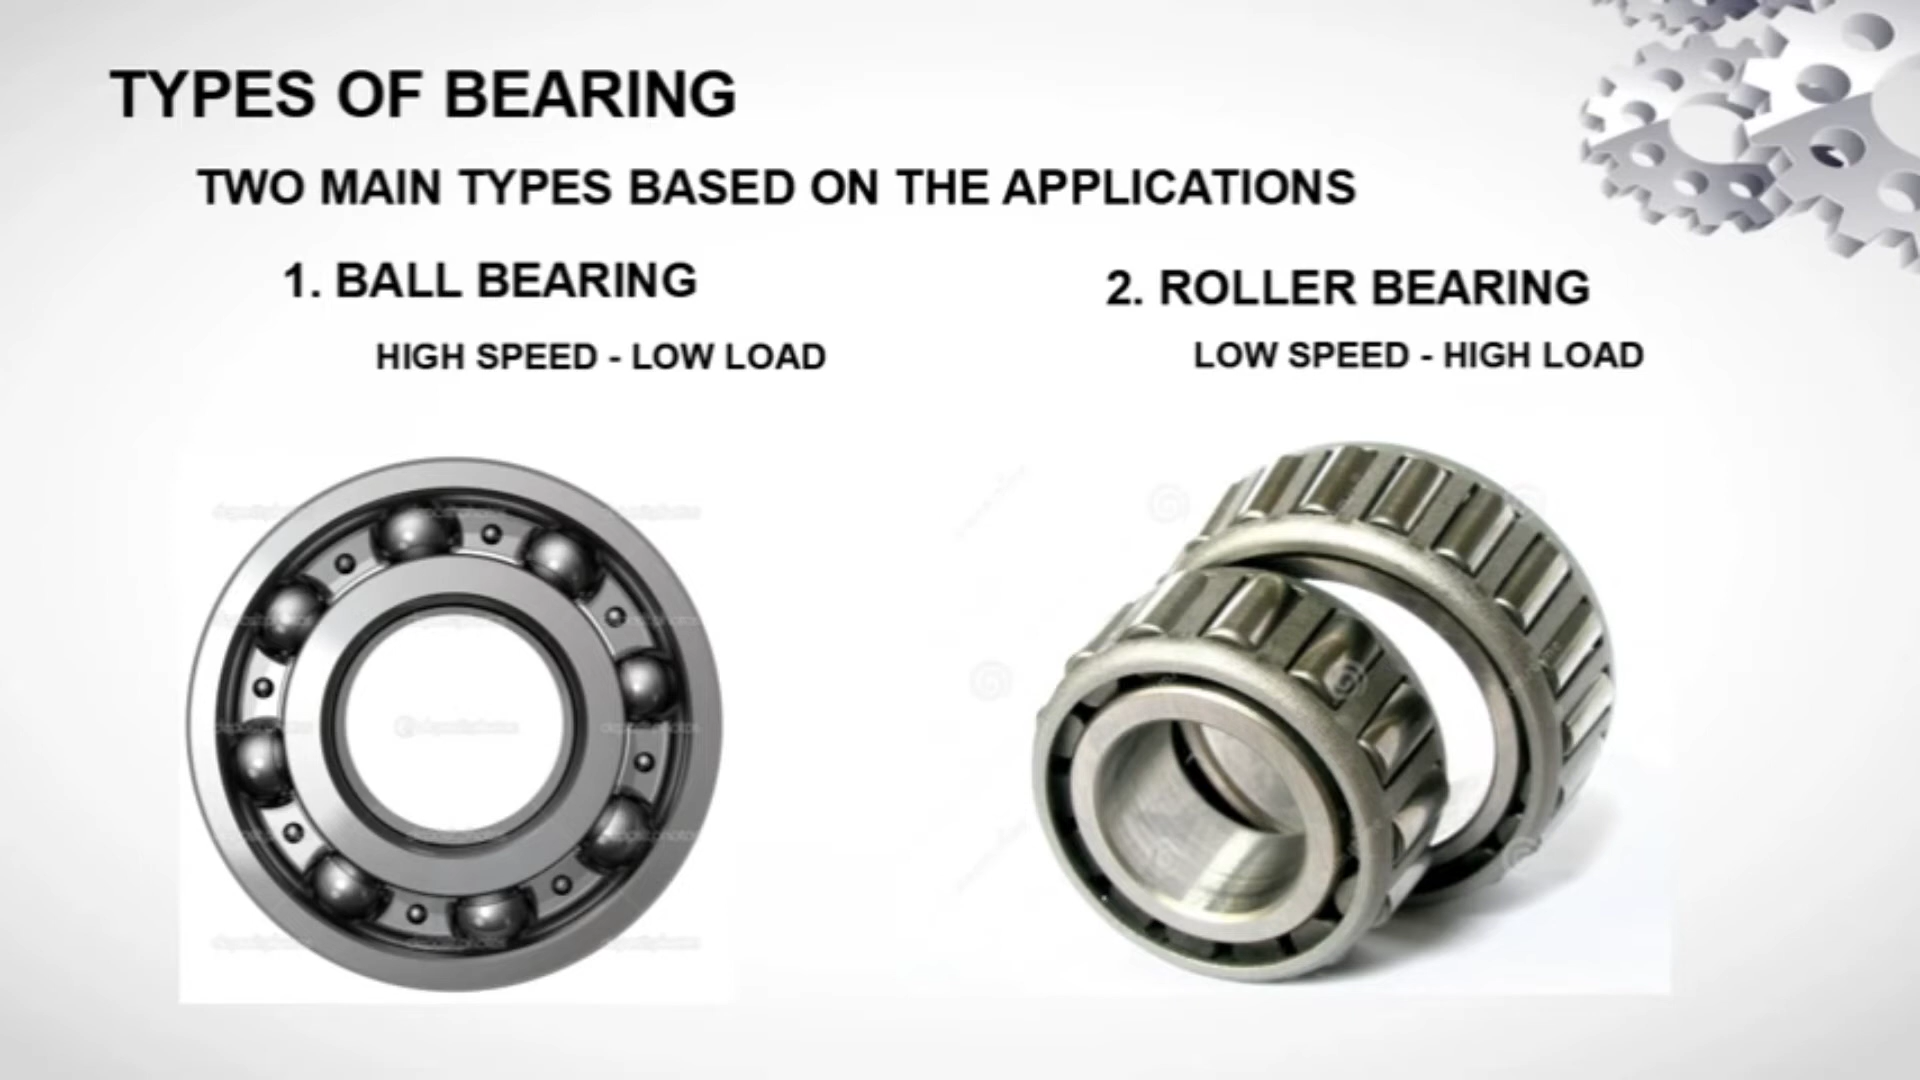 TYPES OF BEARING
TWO MAIN TYPES BASED ON THE APPLICATIONS
1. BALL BEARING
HIGH SPEED - LOW LOAD
2. ROLLER BEARING
LOW SPEED - HIGH LOAD